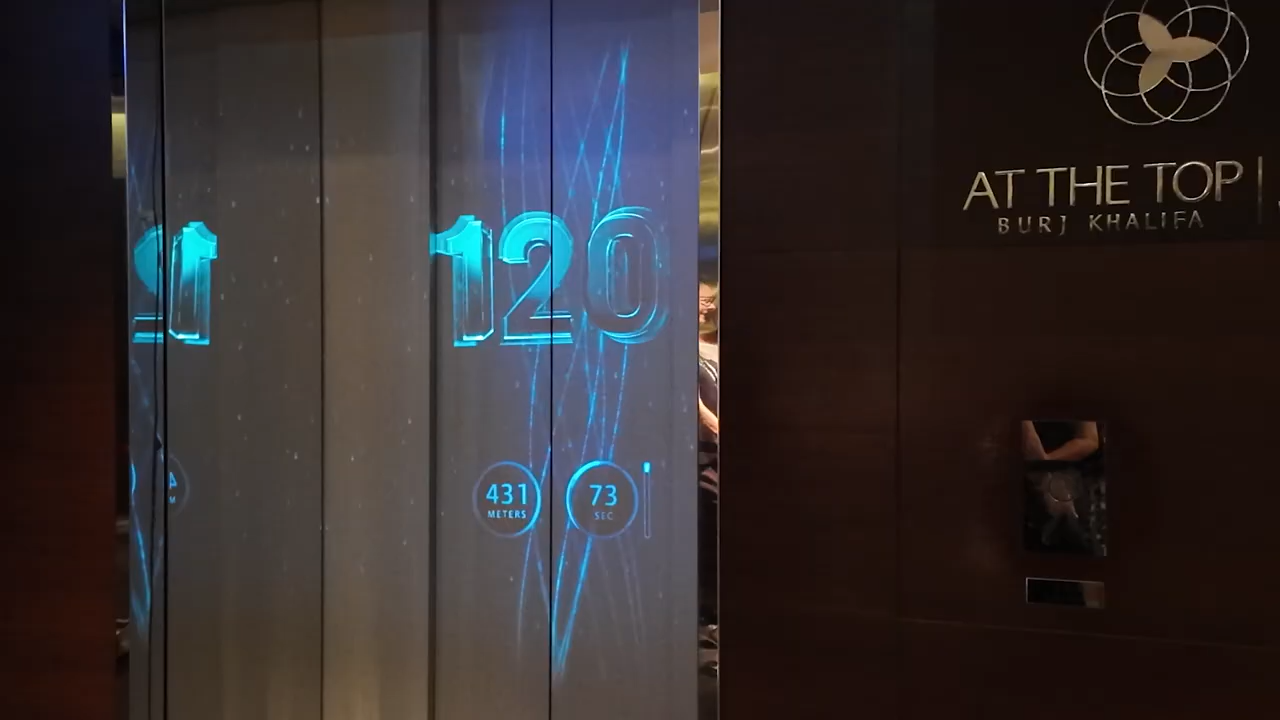 120
431
METERS
73
SEC
AT THE TOP
BURJ KHALIFA